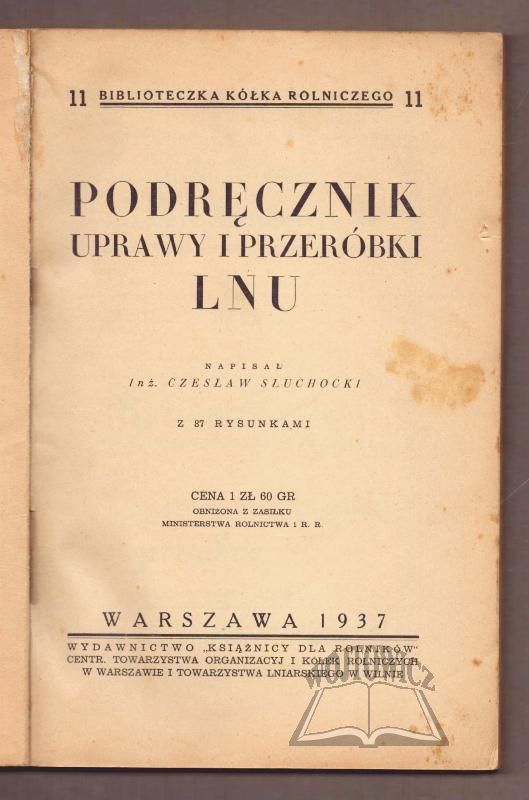 11 BIBLIOTECZKA KÓŁKA ROLNICZEGO 11
PODRĘCZNIK
UPRAWY I PRZERÓBKI
LNU
NAPISAŁ
Inż. CZESŁAW SŁUCHOCKI
Z 87 RYSUNKAMI
CENA 1 ZŁ 60 GR
OBNIŻONA Z ZASIŁKU
MINISTERSTWA ROLNICTWA I R. R.
WARSZAWA 1937
WYDAWNICTWO „KSIĄŻNICY DLA ROLNIKÓW"
CENTR. TOWARZYSTWA ORGANIZACYJ I KÓŁEK ROLNICZYCH
W WARSZAWIE I TOWARZYSTWA LNIARSKIEGO W WILNIE
WÓJTOWICZ